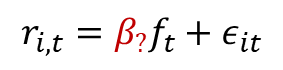 r_{i,t} = β_? f_t + ϵ_{it}